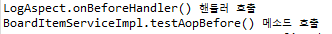 LogAspect.onBeforeHandler() 핸들러 호출
BoardItemServiceImpl.testAopBefore() 메소드 호출